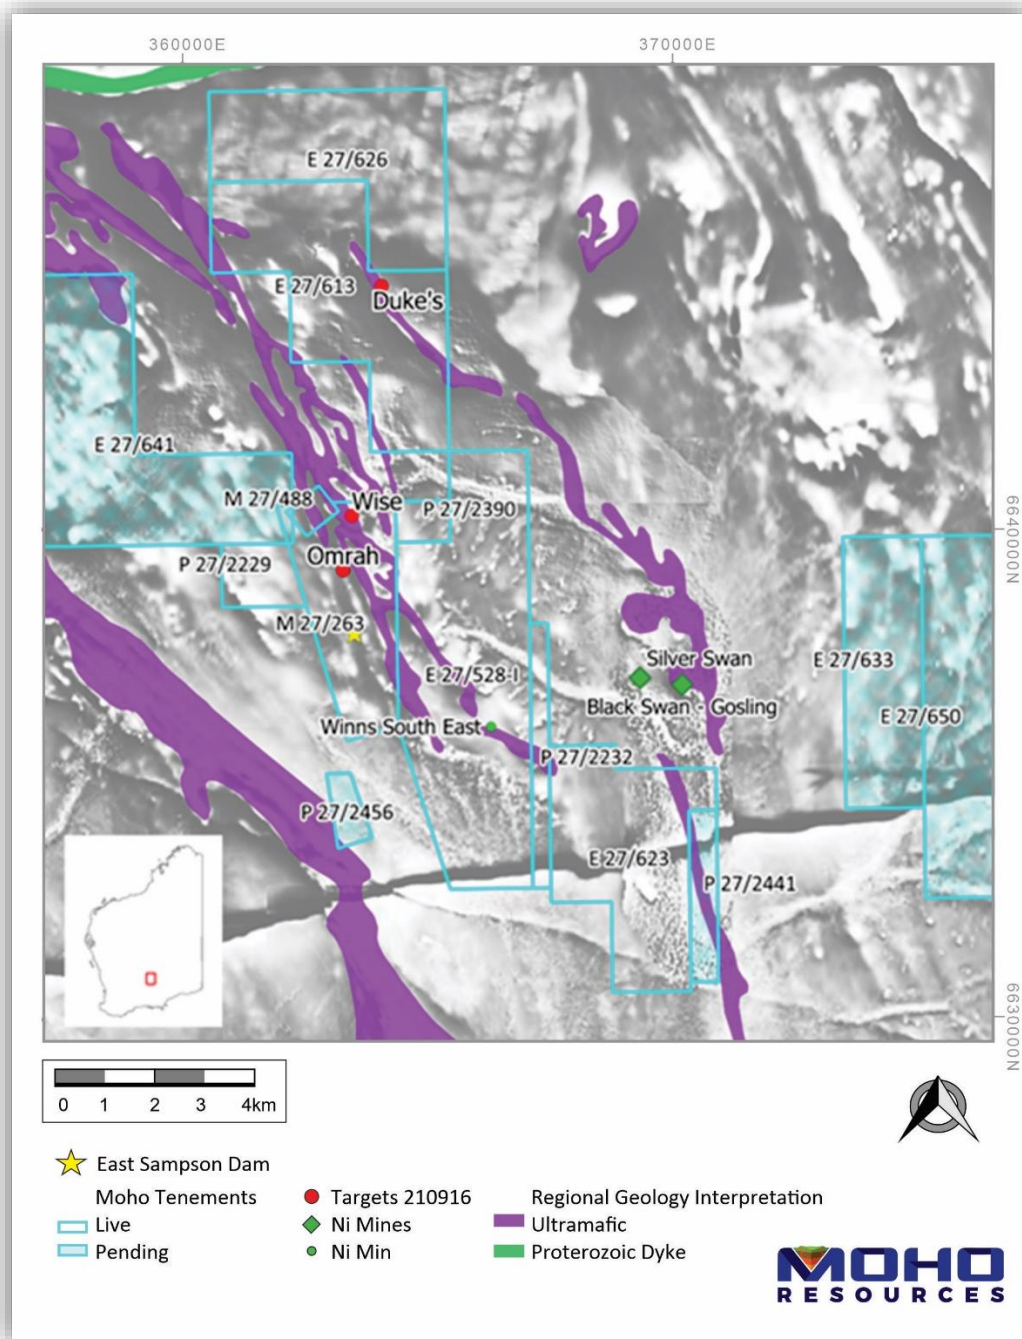 360000E
370000E
E 27/626
E 27/613
Duke's
E 27/641
M 27/488
Wise
P 27/2390
6640000N
Omrah
P 27/2229
M 27/263
Silver Swan
E 27/633
E 27/528-I
Black Swan - Gosling
E 27/650
Winns South East
P 27/2232
P 27/2456
E 27/623
P 27/2441
6630000N
0 1 2 3 4km
East Sampson Dam
Moho Tenements
Live
Pending
Targets 210916
Ni Mines
Ni Min
Regional Geology Interpretation
Ultramafic
Proterozoic Dyke
MOHO
RESOURCES